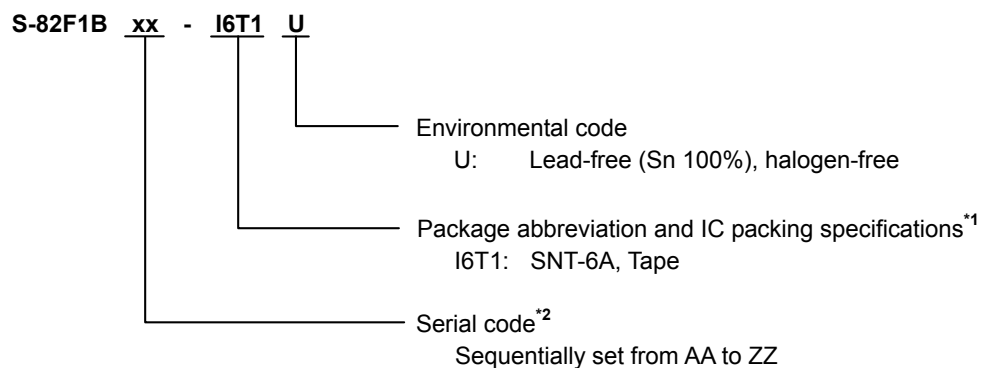 S-82F1B xx - I6T1 U
Environmental code
U: Lead-free (Sn 100%), halogen-free
Package abbreviation and IC packing specifications*1
I6T1: SNT-6A, Tape
Serial code*2
Sequentially set from AA to ZZ